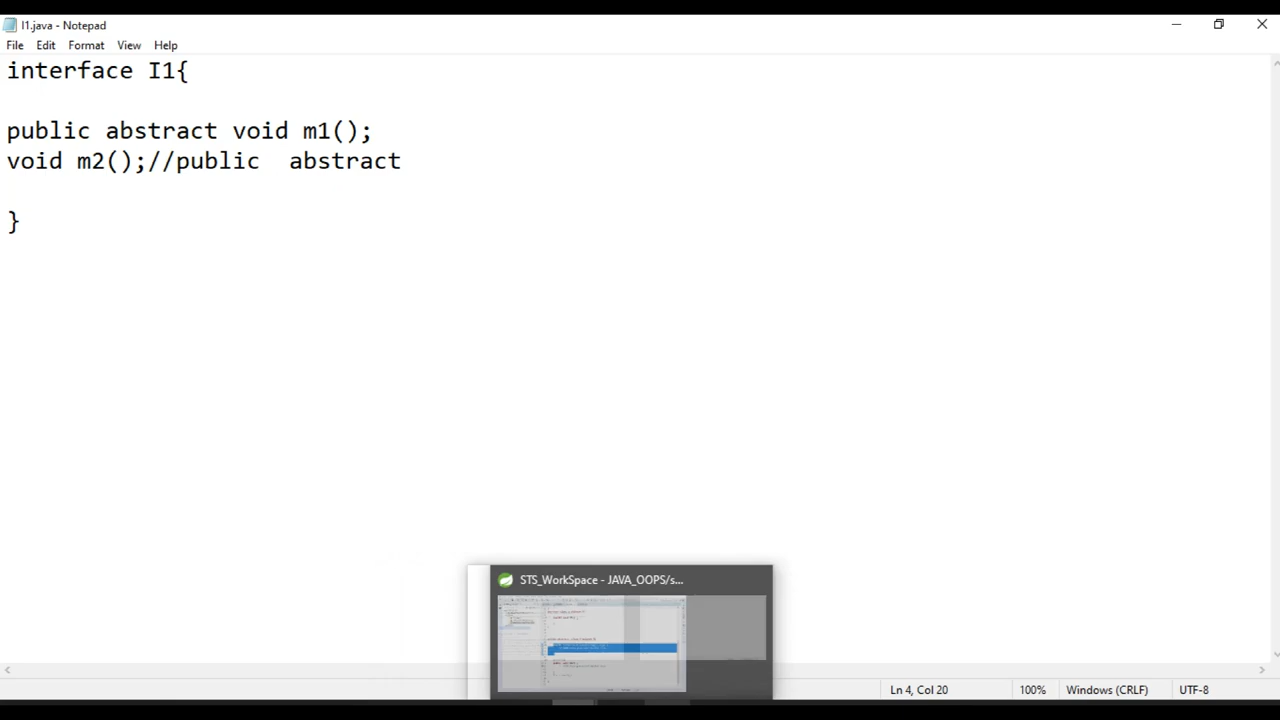 I1.java - Notepad
File Edit Format View Help
interface I1{
public abstract void m1();
void m2();//public  abstract
}
STS_WorkSpace - JAVA_OOPS/s...
Ln 4, Col 20
100%
Windows (CRLF)
UTF-8